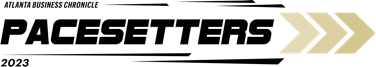 ATLANTA BUSINESS CHRONICLE
PACESETTERS
2023